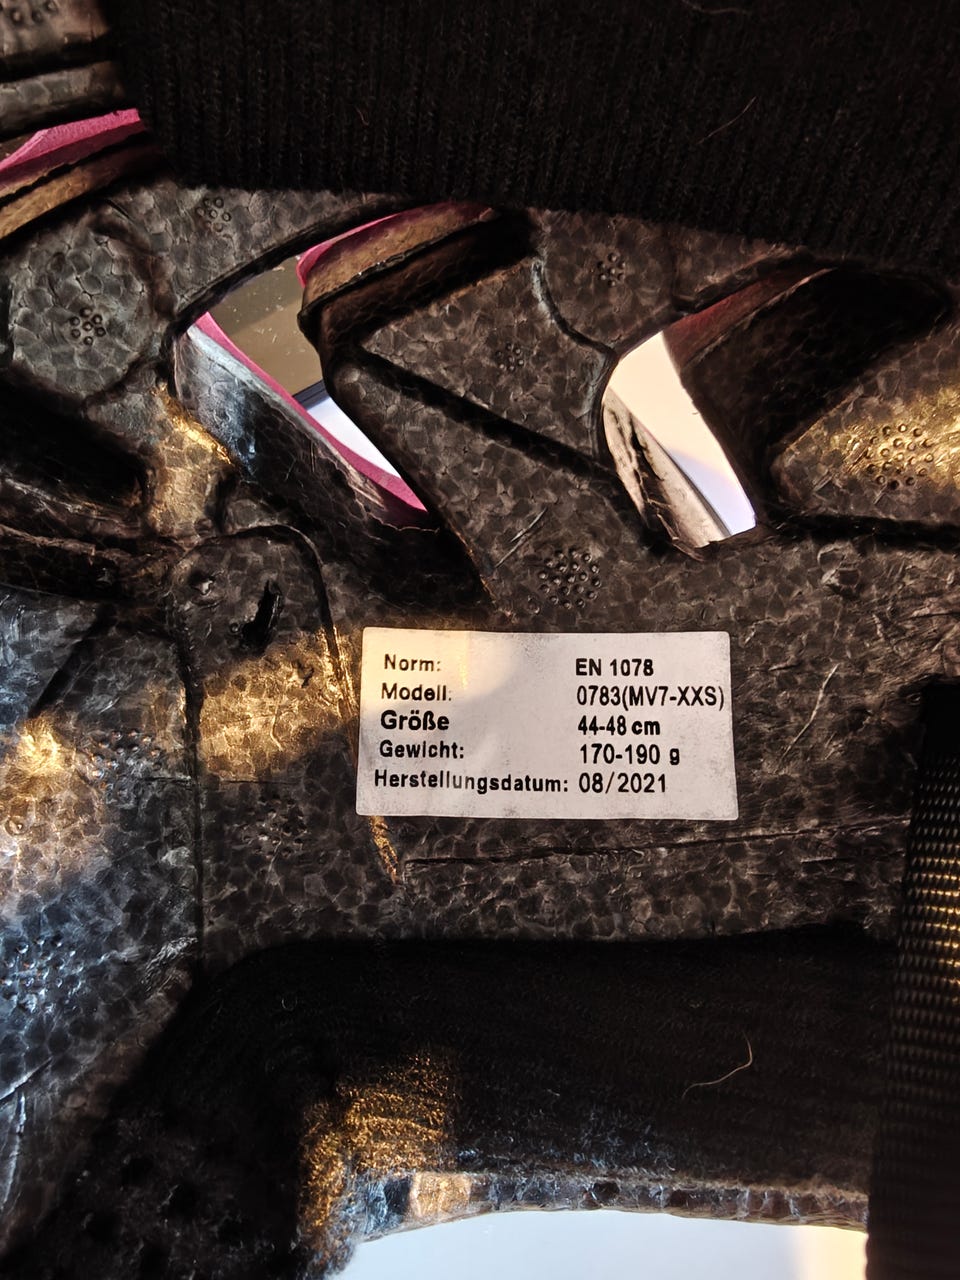 Norm: EN 1078
Modell: 0783(MV7-XXS)
Größe 44-48 cm
Gewicht: 170-190 g
Herstellungsdatum: 08/2021